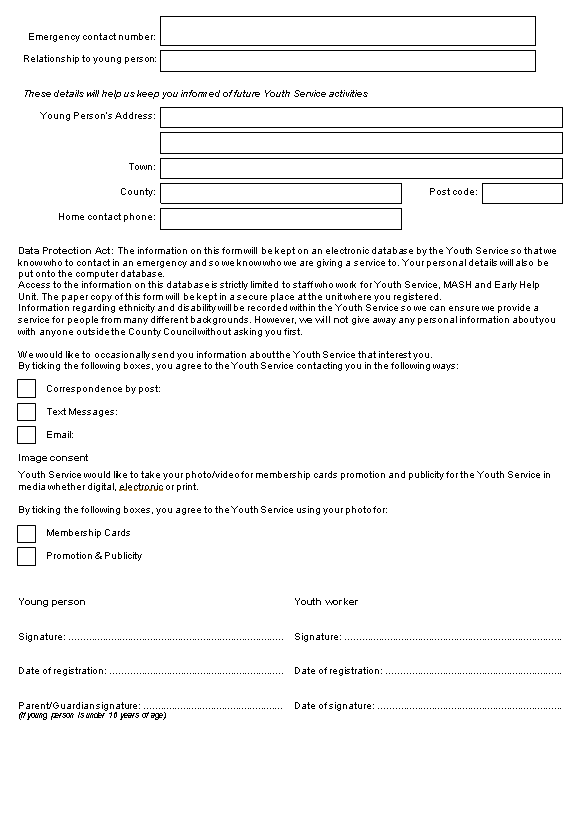 Emergency contact number:
Relationship to young person:
These details will help us keep you informed of future Youth Service activities
Young Person's Address:
Town:
County:
Post code:
Home contact phone:
Data Protection Act: The information on this form will be kept on an electronic database by the Youth Service so that we
know who to contact in an emergency and so we know who we are giving a service to. Your personal details will also be
put onto the computer database.
Access to the information on this database is strictly limited to staff who work for Youth Service, MASH and Early Help
Unit. The paper copy of this form will be kept in a secure place at the unit where you registered.
Information regarding ethnicity and disability will be recorded within the Youth Service so we can ensure we provide a
service for people from many different backgrounds. However, we will not give away any personal information about you
with anyone outside the County Council without asking you first.
We would like to occasionally send you information about the Youth Service that interest you.
By ticking the following boxes, you agree to the Youth Service contacting you in the following ways:
Correspondence by post:
Text Messages:
Email:
Image consent
Youth Service would like to take your photo/video for membership cards promotion and publicity for the Youth Service in
media whether digital, electronic or print.
By ticking the following boxes, you agree to the Youth Service using your photo for:
Membership Cards
Promotion & Publicity
Young person Youth worker
Signature: ........................................ Signature: ........................................
Date of registration: ........................................ Date of registration: ........................................
Parent/Guardian signature: ........................................ Date of signature: ........................................
(If young person is under 16 years of age)